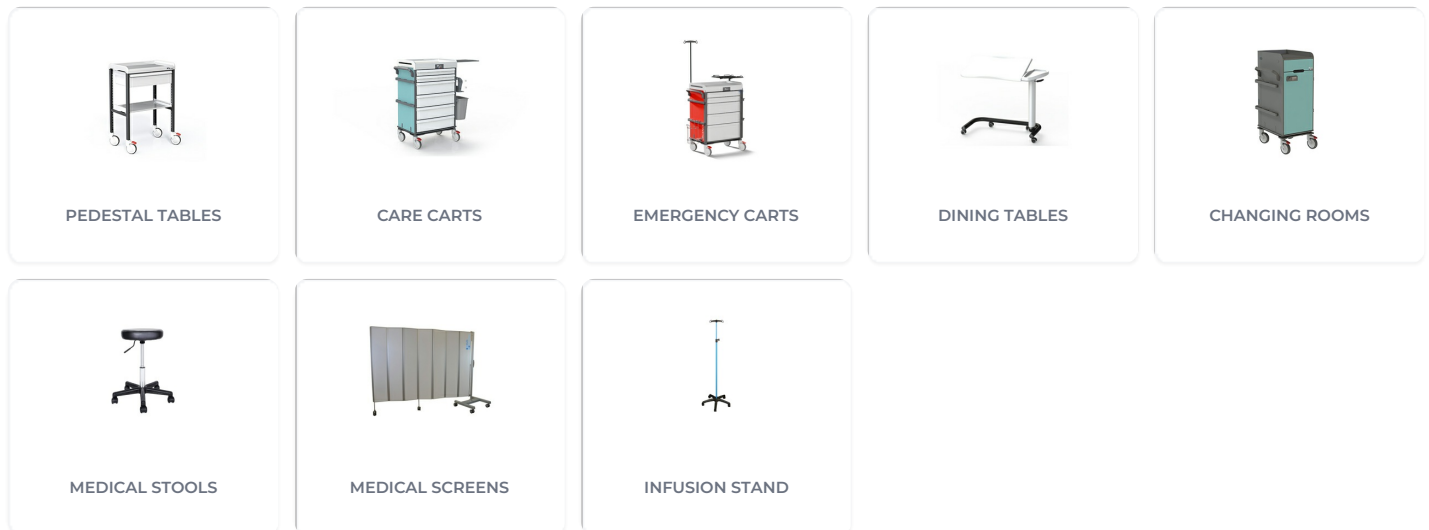 PEDESTAL TABLES
CARE CARTS
EMERGENCY CARTS
DINING TABLES
CHANGING ROOMS
MEDICAL STOOLS
MEDICAL SCREENS
INFUSION STAND